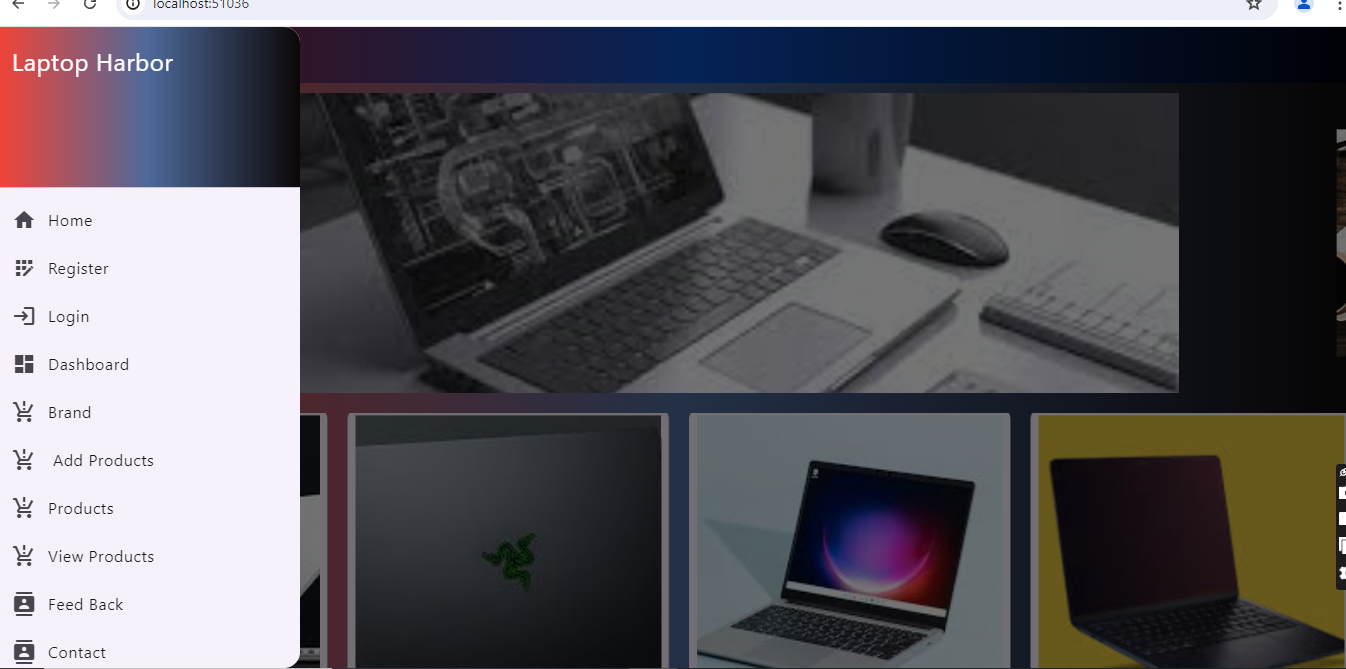 localhost:51036
Laptop Harbor
Home
Register
Login
Dashboard
Brand
Add Products
Products
View Products
Feed Back
Contact